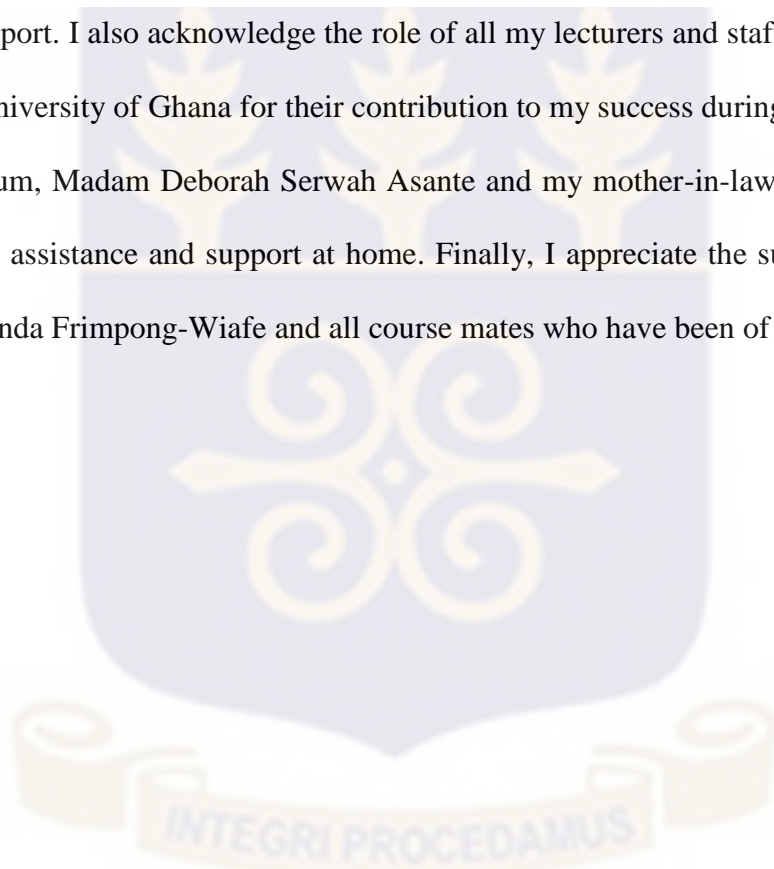 port. I also acknowledge the role of all my lecturers and staff
niversity of Ghana for their contribution to my success during
um, Madam Deborah Serwah Asante and my mother-in-law
assistance and support at home. Finally, I appreciate the su
nda Frimpong-Wiafe and all course mates who have been of
INTEGRI PROCEDAMUS